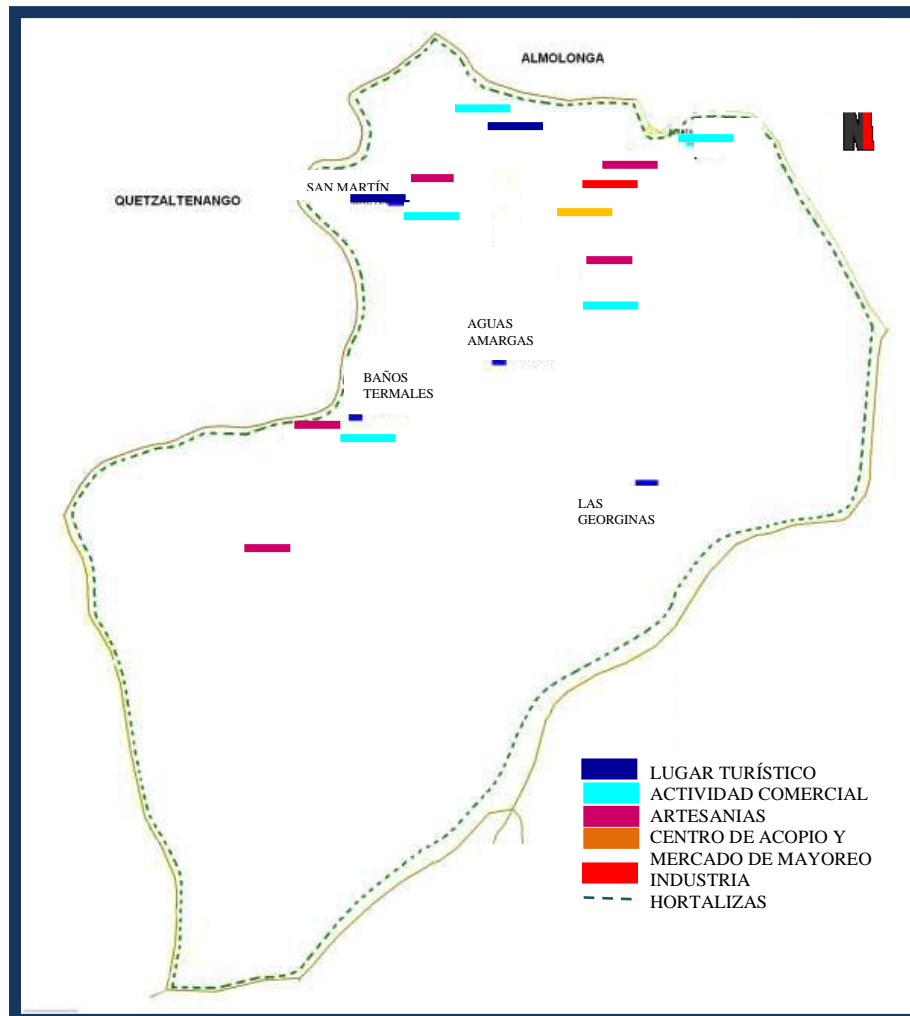 ALMOLONGA
N
SAN MARTÍN
QUETZALTENANGO
AGUAS
AMARGAS
BAÑOS
TERMALES
LAS
GEORGINAS
LUGAR TURÍSTICO
ACTIVIDAD COMERCIAL
ARTESANIAS
CENTRO DE ACOPIO Y
MERCADO DE MAYOREO
INDUSTRIA
HORTALIZAS